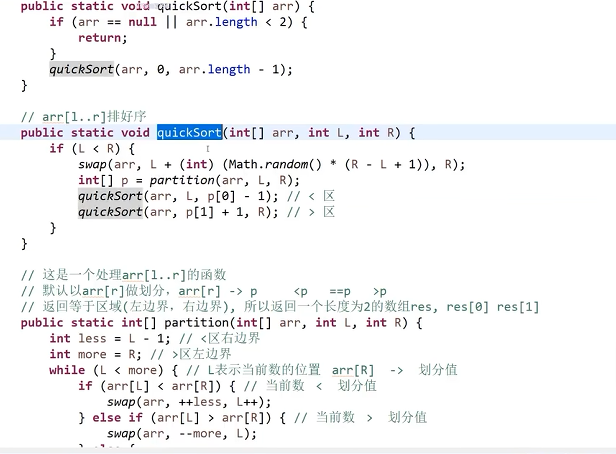 public static void quickSort(int[] arr) {
if (arr == null || arr.length < 2) {
return;
}
quickSort(arr, 0, arr.length - 1);
}
// arr[l..r]排好序
public static void quickSort(int[] arr, int L, int R) {
if (L < R) {
swap(arr, L + (int) (Math.random() * (R - L + 1)), R);
int[] p = partition(arr, L, R);
quickSort(arr, L, p[0] - 1); // < 区
quickSort(arr, p[1] + 1, R); // > 区
}
}
// 这是一个处理arr[l..r]的函数
// 默认以arr[r]做划分，arr[r] -> p <p ==p >p
// 返回等于区域(左边界，右边界), 所以返回一个长度为2的数组res, res[0] res[1]
public static int[] partition(int[] arr, int L, int R) {
int less = L - 1; // <区右边界
int more = R; // >区左边界
while (L < more) { // L表示当前数的位置 arr[R] -> 划分值
if (arr[L] < arr[R]) { // 当前数 < 划分值
swap(arr, ++less, L++);
} else if (arr[L] > arr[R]) { // 当前数 > 划分值
swap(arr, --more, L);